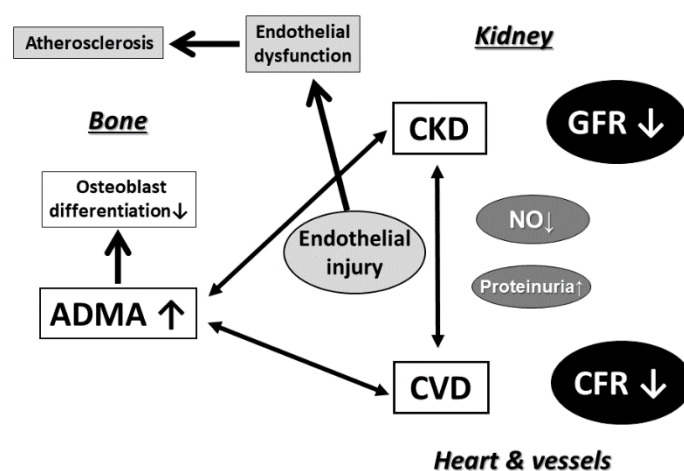 Atherosclerosis
Endothelial
dysfunction
Kidney
Bone
CKD
GFR ↓
Osteoblast
differentiation↓
Endothelial
injury
NO↓
Proteinuria↑
ADMA ↑
CVD
CFR ↓
Heart & vessels